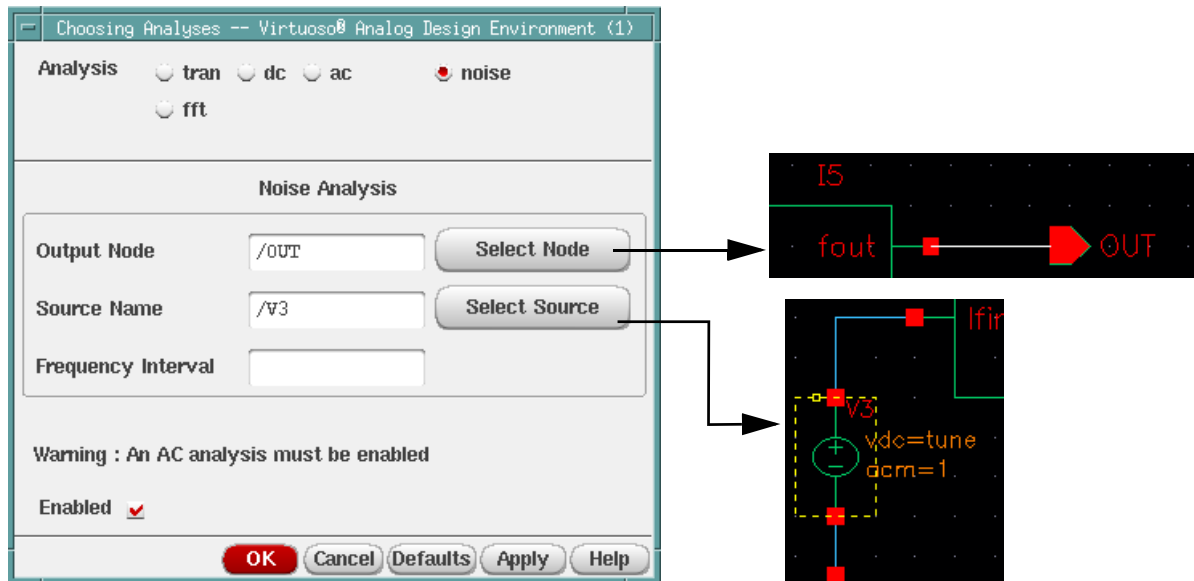 Choosing Analyses -- Virtuoso® Analog Design Environment (1)
Analysis tran dc ac noise
fft
Noise Analysis
Output Node /OUT Select Node
Source Name /V3 Select Source
Frequency Interval
Warning : An AC analysis must be enabled
Enabled
OK Cancel Defaults Apply Help
I5
fout OUT
lfin
V3
vdc=tune
acm=1